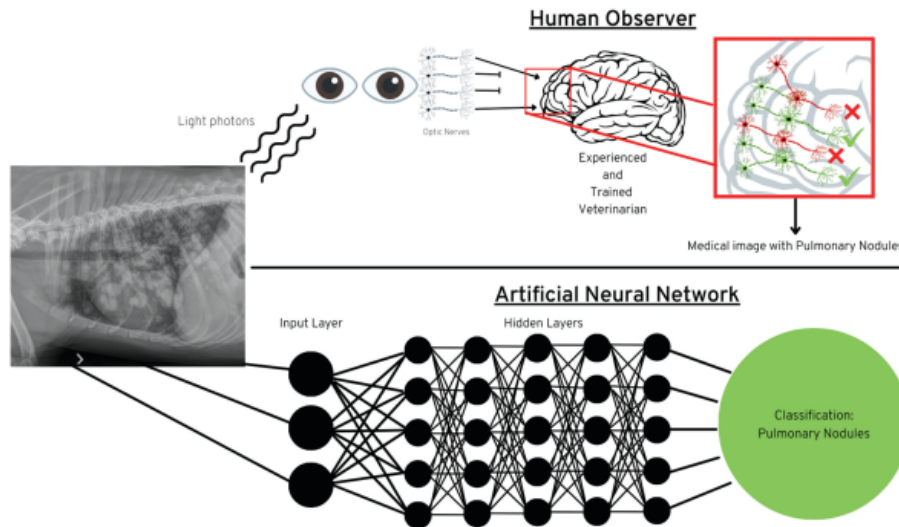 Human Observer
Light photons
Optic Nerves
Experienced
and
Trained
Veterinarian
Medical image with Pulmonary Nodules
Artificial Neural Network
Input Layer
Hidden Layers
Classification:
Pulmonary Nodules